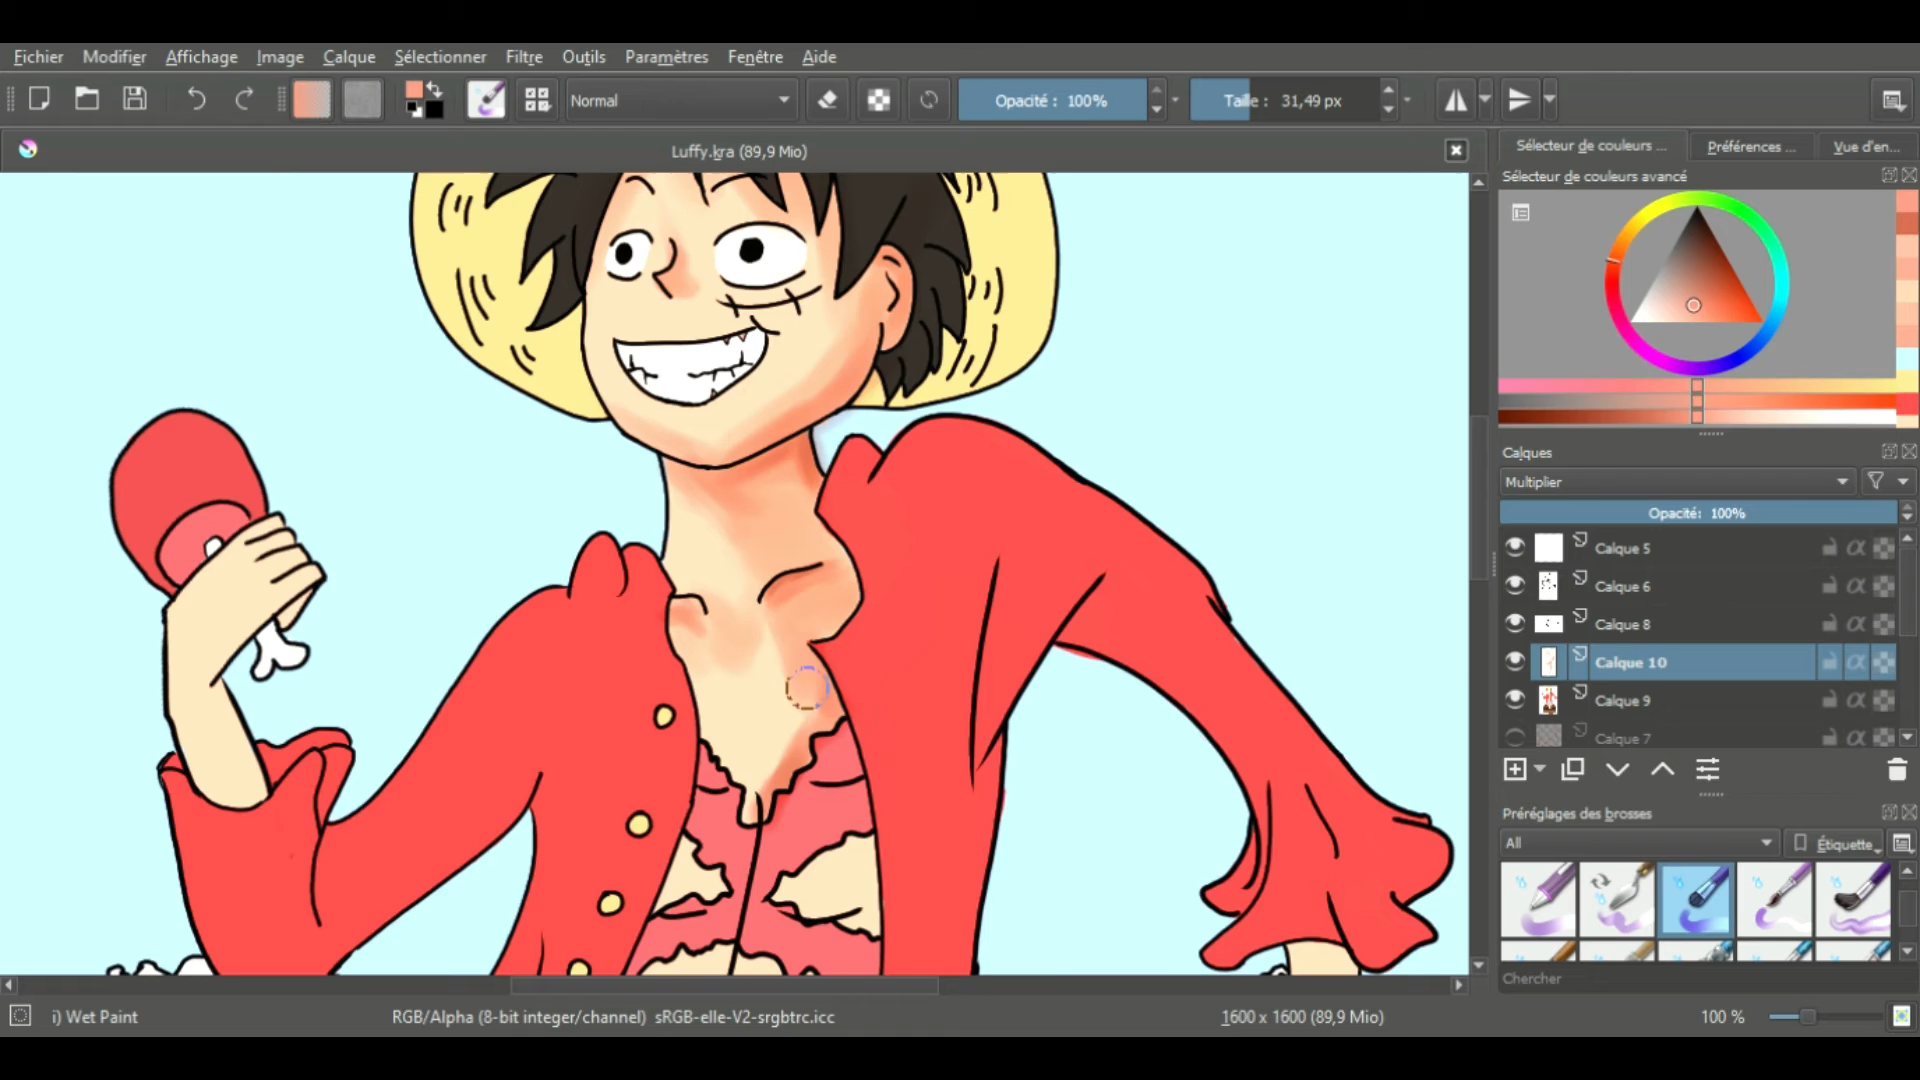 Fichier Modifier Affichage Image Calque Sélectionner Filtre Outils Paramètres Fenêtre Aide
Normal Opacité : 100% Taille : 31,49 px
Luffy.kra (89,9 Mio)
Sélecteur de couleurs ... Préférences ... Vue d'en...
Sélecteur de couleurs avancé
Calques
Multiplier
Opacité: 100%
Calque 5
Calque 6
Calque 8
Calque 10
Calque 9
Calque 7
Préréglages des brosses
All Étiquette
Chercher
i) Wet Paint RGB/Alpha (8-bit integer/channel) sRGB-elle-V2-srgbtrc.icc 1600 x 1600 (89,9 Mio) 100 %